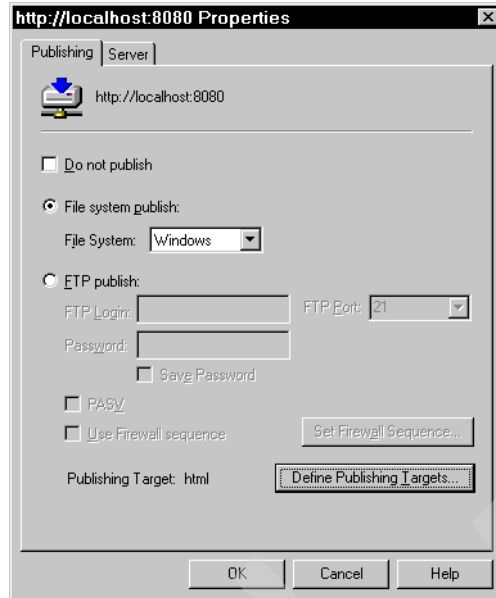 http://localhost:8080 Properties
Publishing Server
http://localhost:8080
Do not publish
File system publish:
File System: Windows
FTP publish:
FTP Login: FTP Port: 21
Password:
Save Password
PASV
Use Firewall sequence Set Firewall Sequence...
Publishing Target: html Define Publishing Targets...
OK Cancel Help